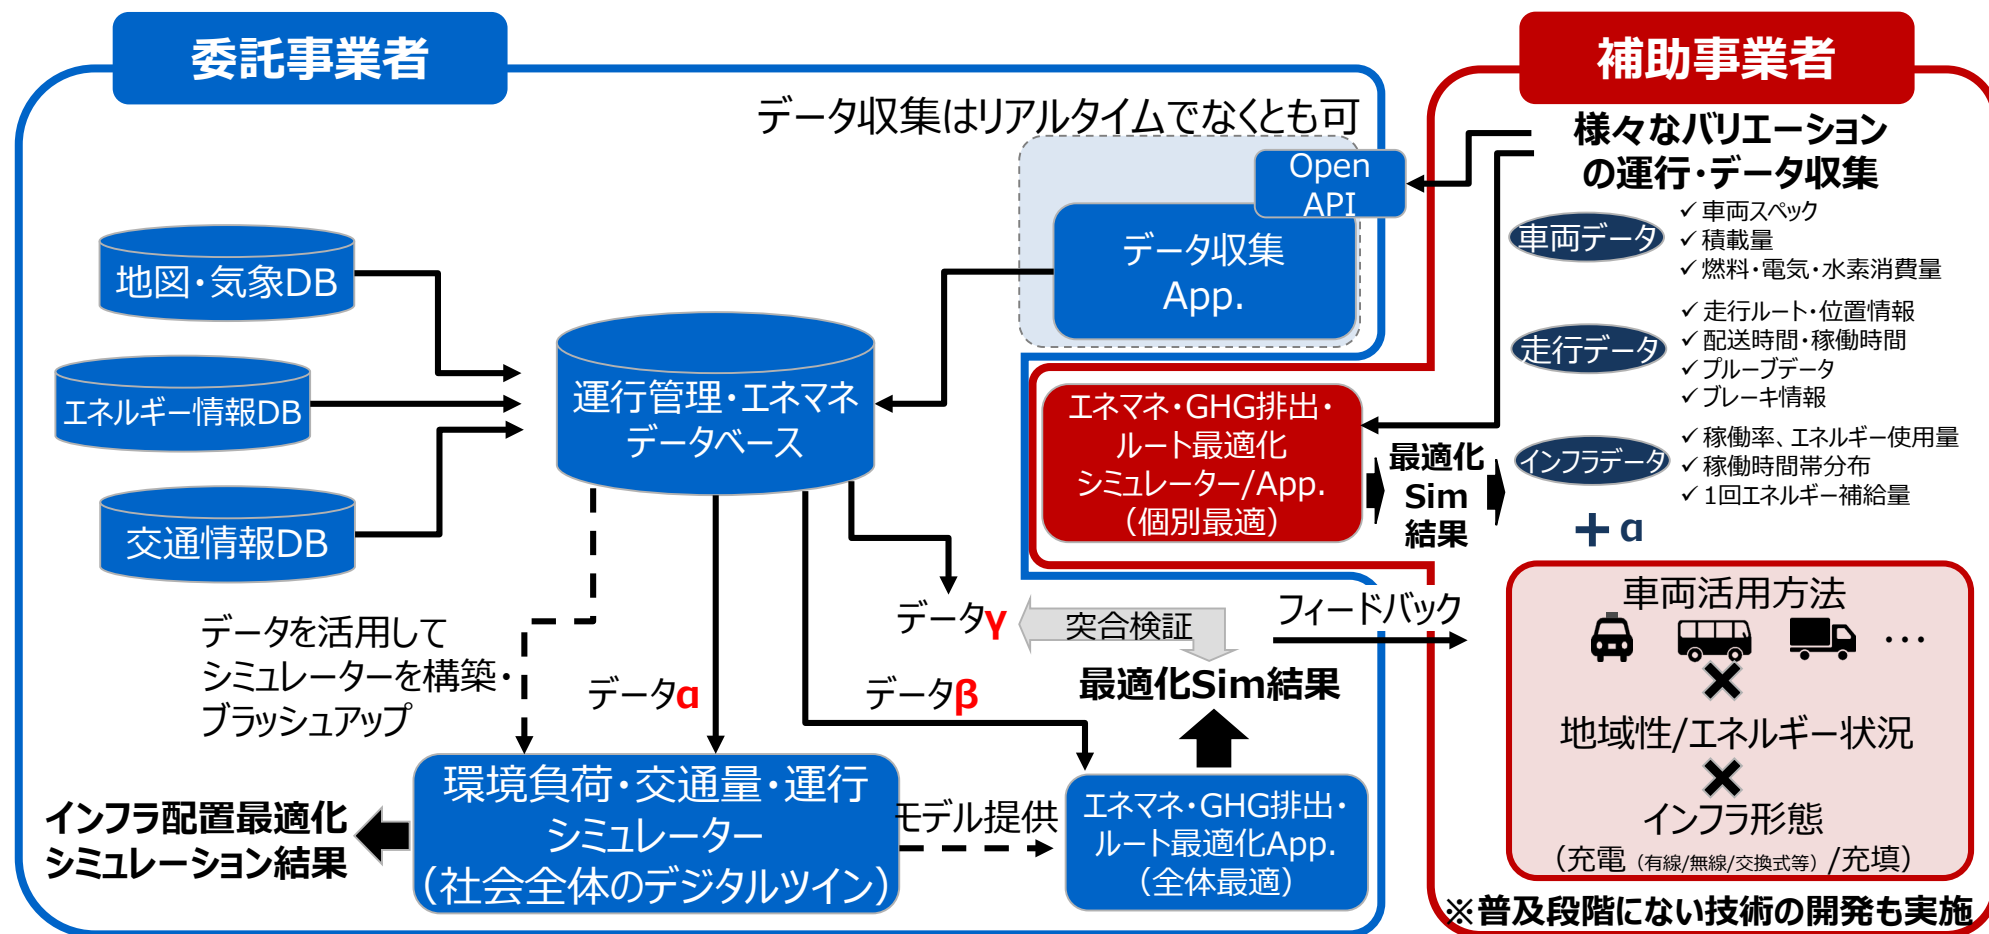 委託事業者
補助事業者
データ収集はリアルタイムでなくとも可
Open
API
データ収集
App.
地図・気象DB
エネルギー情報DB
交通情報DB
運行管理・エネマネ
データベース
様々なバリエーション
の運行・データ収集
車両データ
✓車両スペック
✓積載量
✓燃料・電気・水素消費量
走行データ
✓走行ルート・位置情報
✓配送時間・稼働時間
✓プルーブデータ
✓ブレーキ情報
インフラデータ
✓稼働率、エネルギー使用量
✓稼働時間帯分布
✓1回エネルギー補給量
＋α
エネマネ・GHG排出・
ルート最適化
シミュレーター/App.
（個別最適）
最適化
Sim
結果
データを活用して
シミュレーターを構築・
ブラッシュアップ
データα
データβ
データγ
突合検証
フィードバック
最適化Sim結果
環境負荷・交通量・運行
シミュレーター
（社会全体のデジタルツイン）
インフラ配置最適化
シミュレーション結果
モデル提供
エネマネ・GHG排出・
ルート最適化App.
（全体最適）
車両活用方法
…
地域性/エネルギー状況
インフラ形態
（充電（有線/無線/交換式等）/充填）
※普及段階にない技術の開発も実施